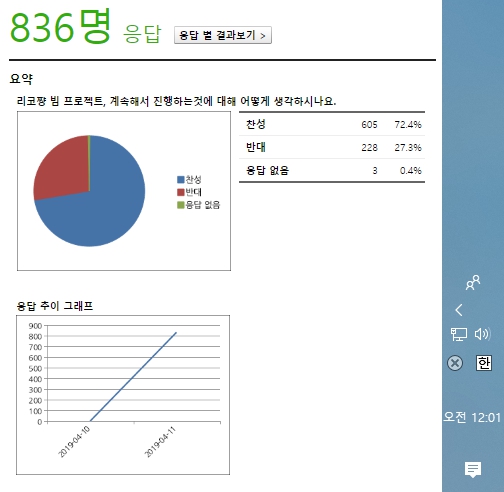 836명 응답 응답 별 결과보기 >
요약
리코쨩 빔 프로젝트, 계속해서 진행하는것에 대해 어떻게 생각하시나요.
찬성 605 72.4%
반대 228 27.3%
응답 없음 3 0.4%
찬성
반대
응답 없음
응답 추이 그래프
900
800
700
600
500
400
300
200
100
0
2019-04-10
2019-04-11
한
오전 12:01